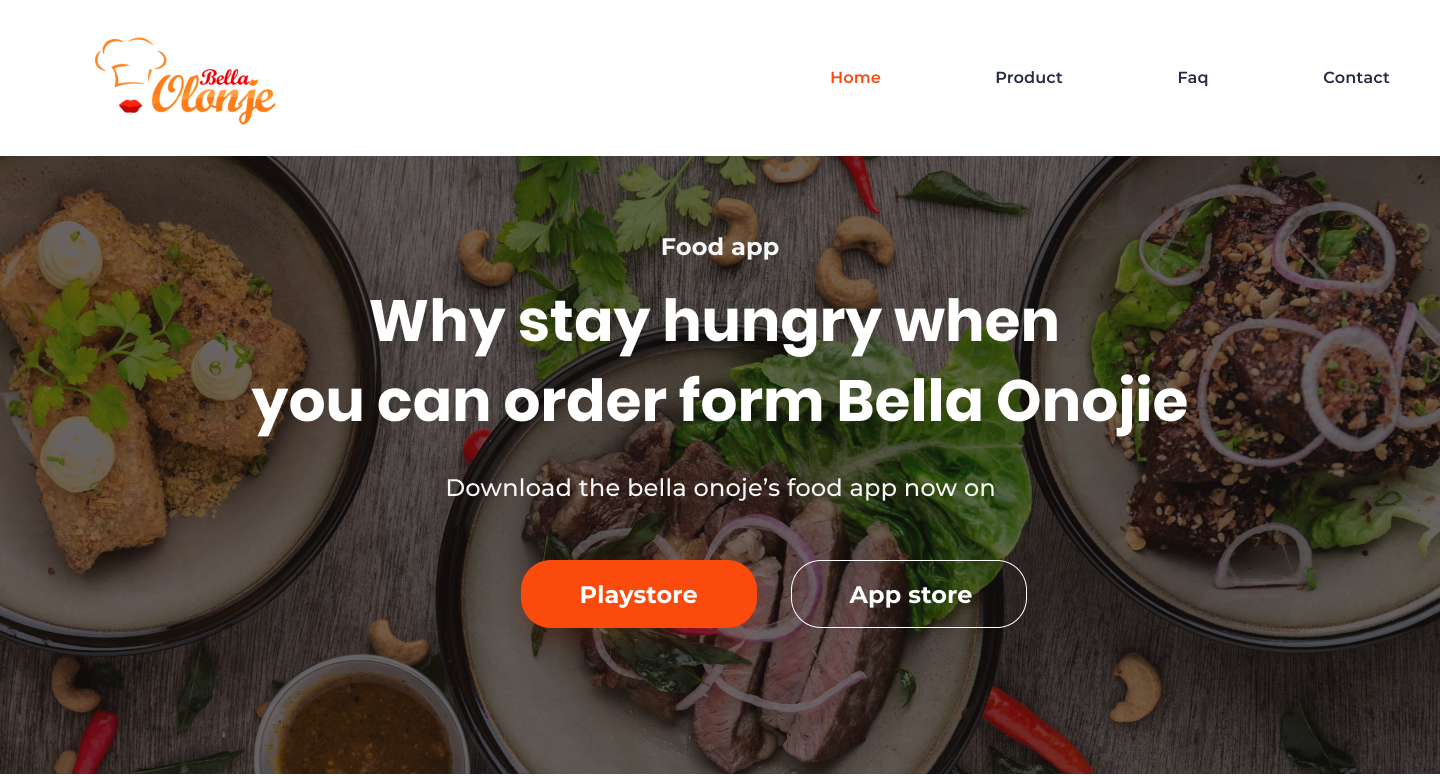 Bella
Olonje
Home
Product
Faq
Contact
Food app
Why stay hungry when
you can order form Bella Onojie
Download the bella onoje’s food app now on
Playstore
App store